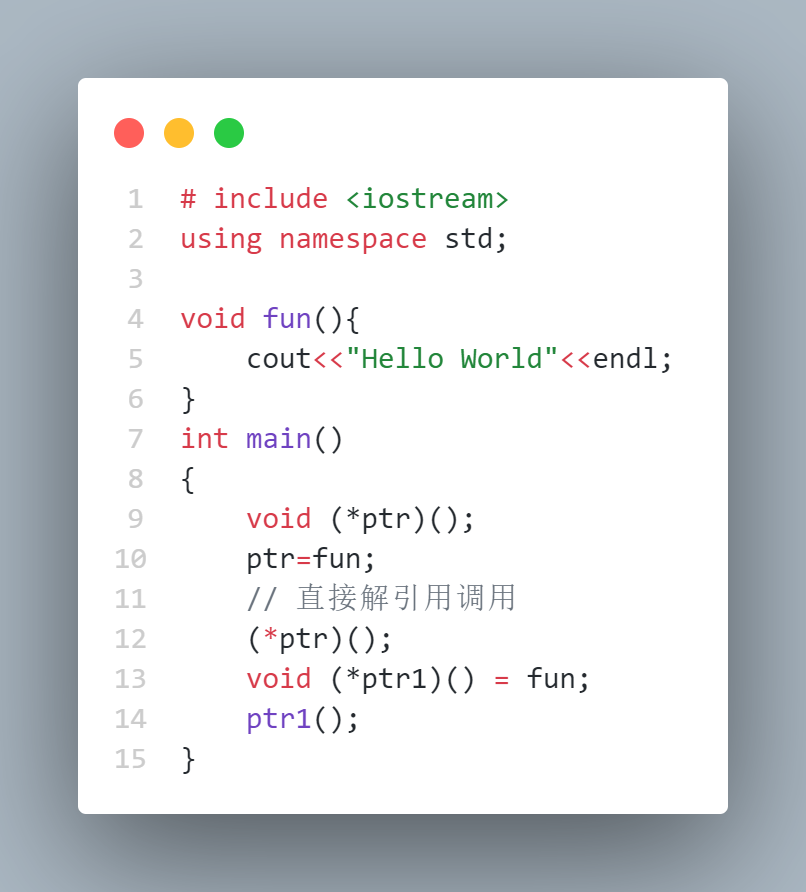 1 # include <iostream>
2 using namespace std;
3
4 void fun(){
5     cout<<"Hello World"<<endl;
6 }
7 int main()
8 {
9     void (*ptr)();
10     ptr=fun;
11     // 直接解引用调用
12     (*ptr)();
13     void (*ptr1)() = fun;
14     ptr1();
15 }